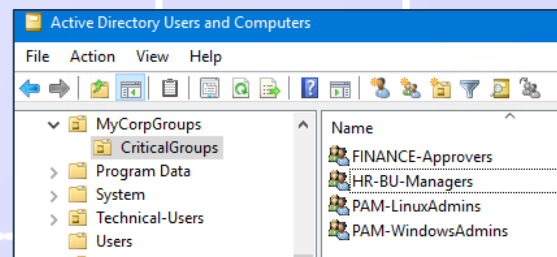 Active Directory Users and Computers
File Action View Help
MyCorpGroups
CriticalGroups
Program Data
System
Technical-Users
Users
Name
FINANCE-Approvers
HR-BU-Managers
PAM-LinuxAdmins
PAM-WindowsAdmins